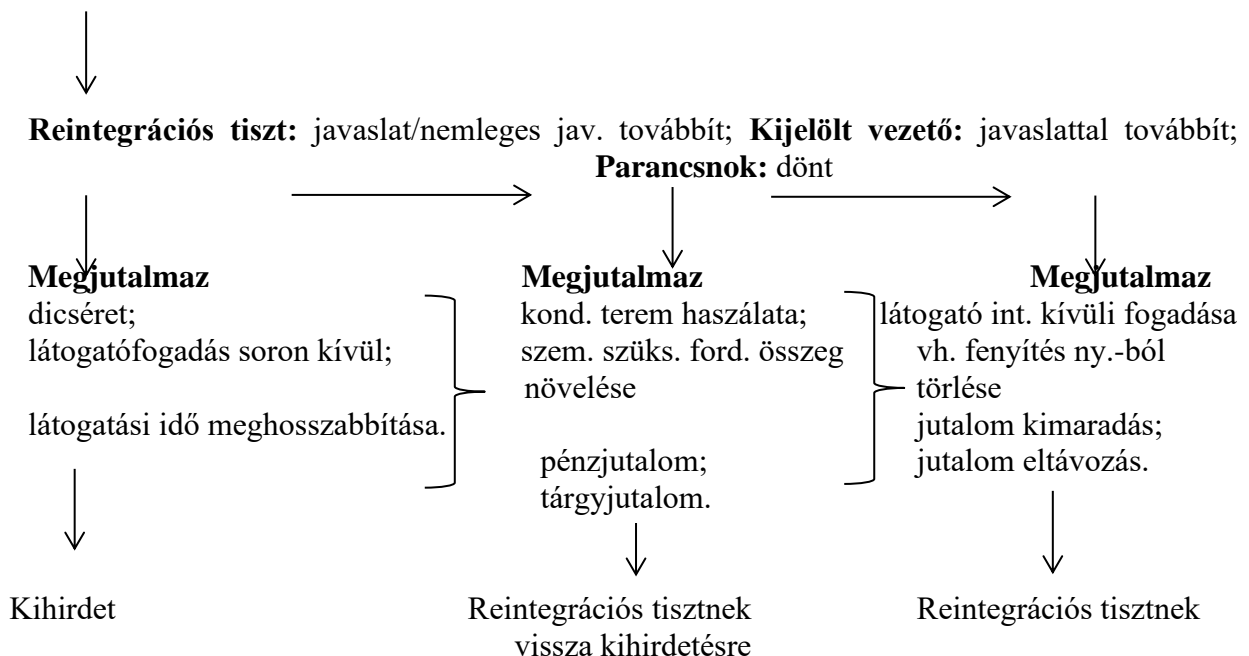 Reintegrációs tiszt: javaslat/nemleges jav. továbbít; Kijelölt vezető: javaslattal továbbít;
Parancsnok: dönt
Megjutalmaz
dicséret;
látogatófogadás soron kívül;
látogatási idő meghosszabbítása.
Kihirdet
Megjutalmaz
kond. terem haszálata;
szem. szüks. ford. összeg
növelése
pénzjutalom;
tárgyjutalom.
Reintegrációs tisztnek
vissza kihirdetésre
Megjutalmaz
látogató int. kívüli fogadása
vh. fenyítés ny.-ból
törlése
jutalom kimaradás;
jutalom eltávozás.
Reintegrációs tisztnek